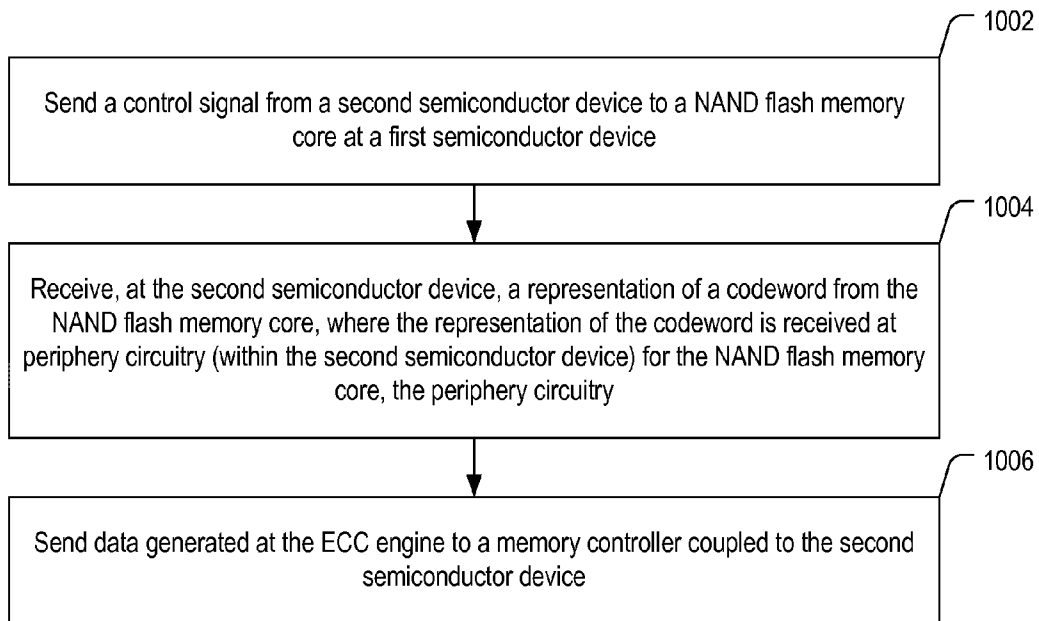 1002
Send a control signal from a second semiconductor device to a NAND flash memory
core at a first semiconductor device
1004
Receive, at the second semiconductor device, a representation of a codeword from the
NAND flash memory core, where the representation of the codeword is received at
periphery circuitry (within the second semiconductor device) for the NAND flash memory
core, the periphery circuitry
1006
Send data generated at the ECC engine to a memory controller coupled to the second
semiconductor device